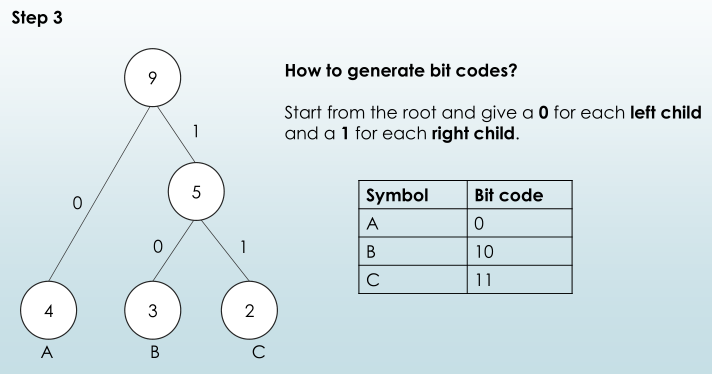 Step 3
9
How to generate bit codes?
Start from the root and give a 0 for each left child
and a 1 for each right child.
1
0
5
Symbol Bit code
A 0
B 10
C 11
0 1
4 3 2
A B C